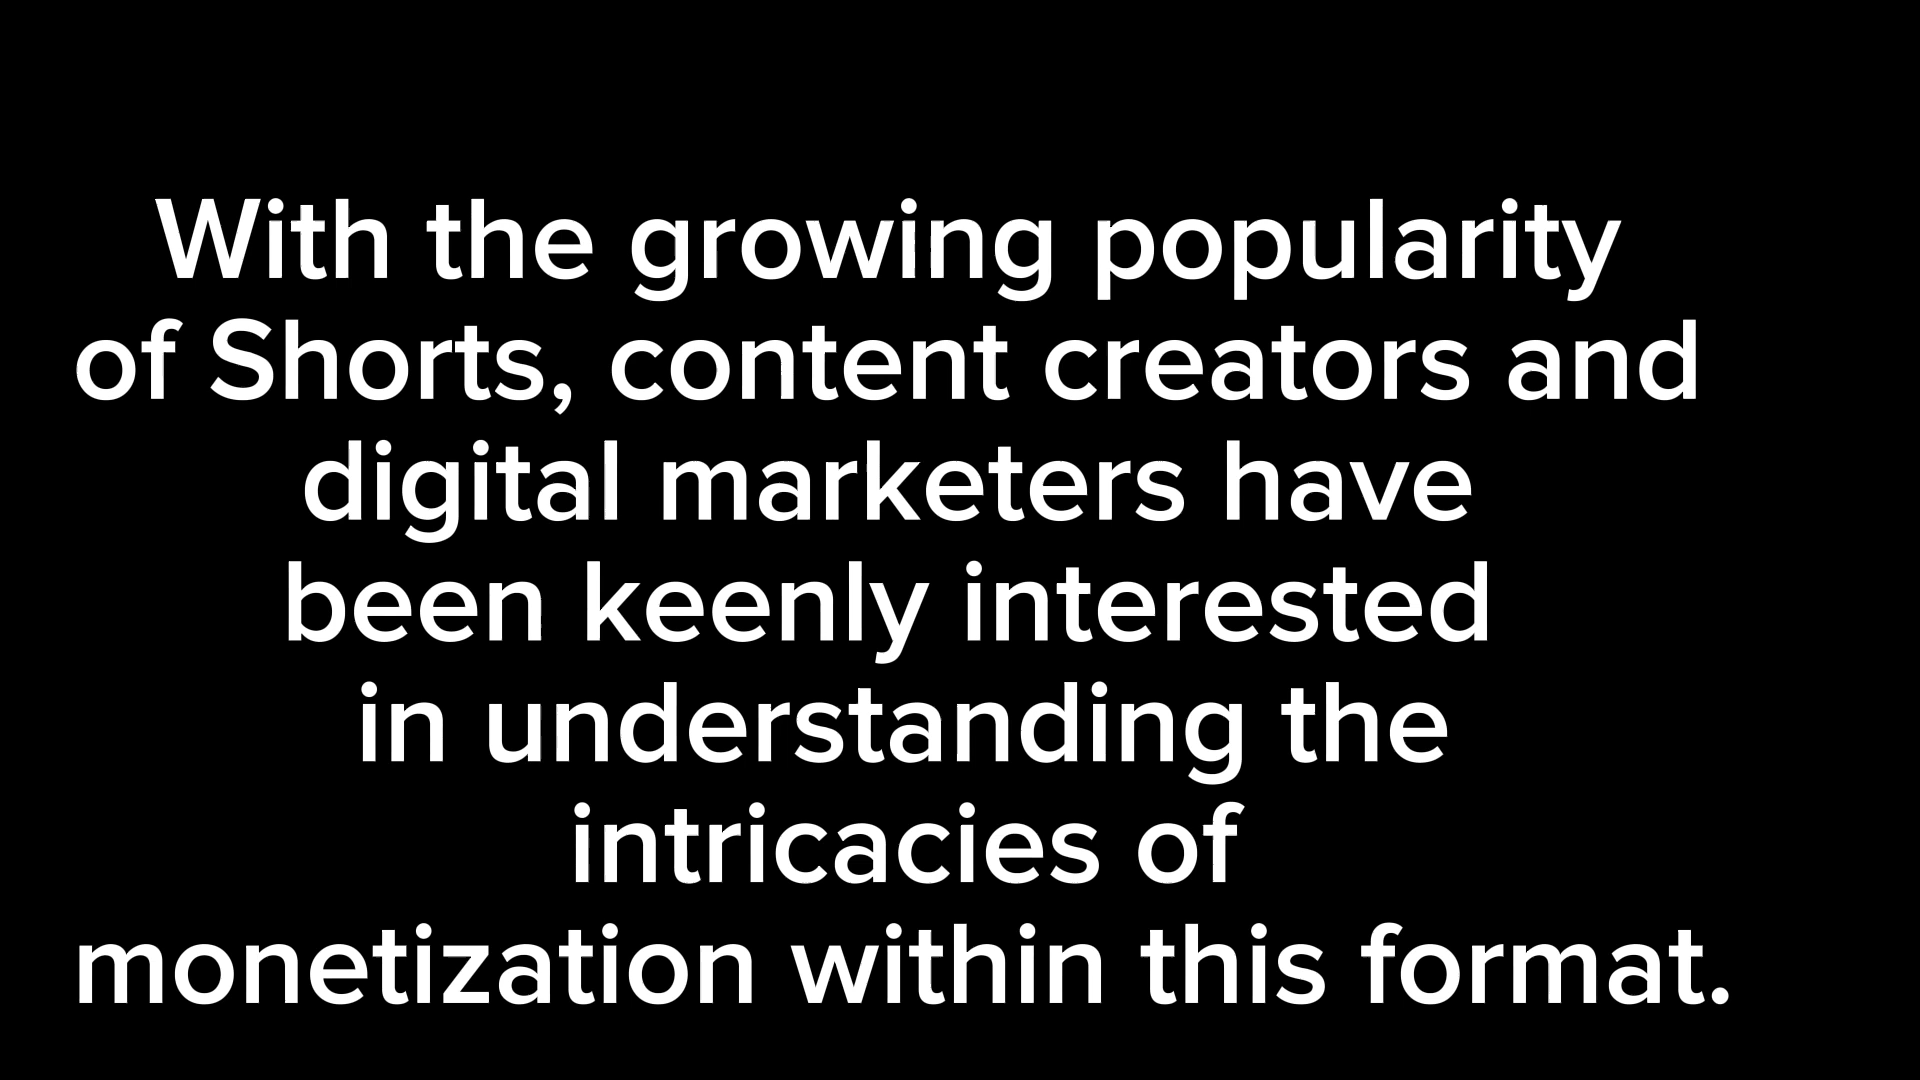 With the growing popularity
of Shorts, content creators and
digital marketers have
been keenly interested
in understanding the
intricacies of
monetization within this format.